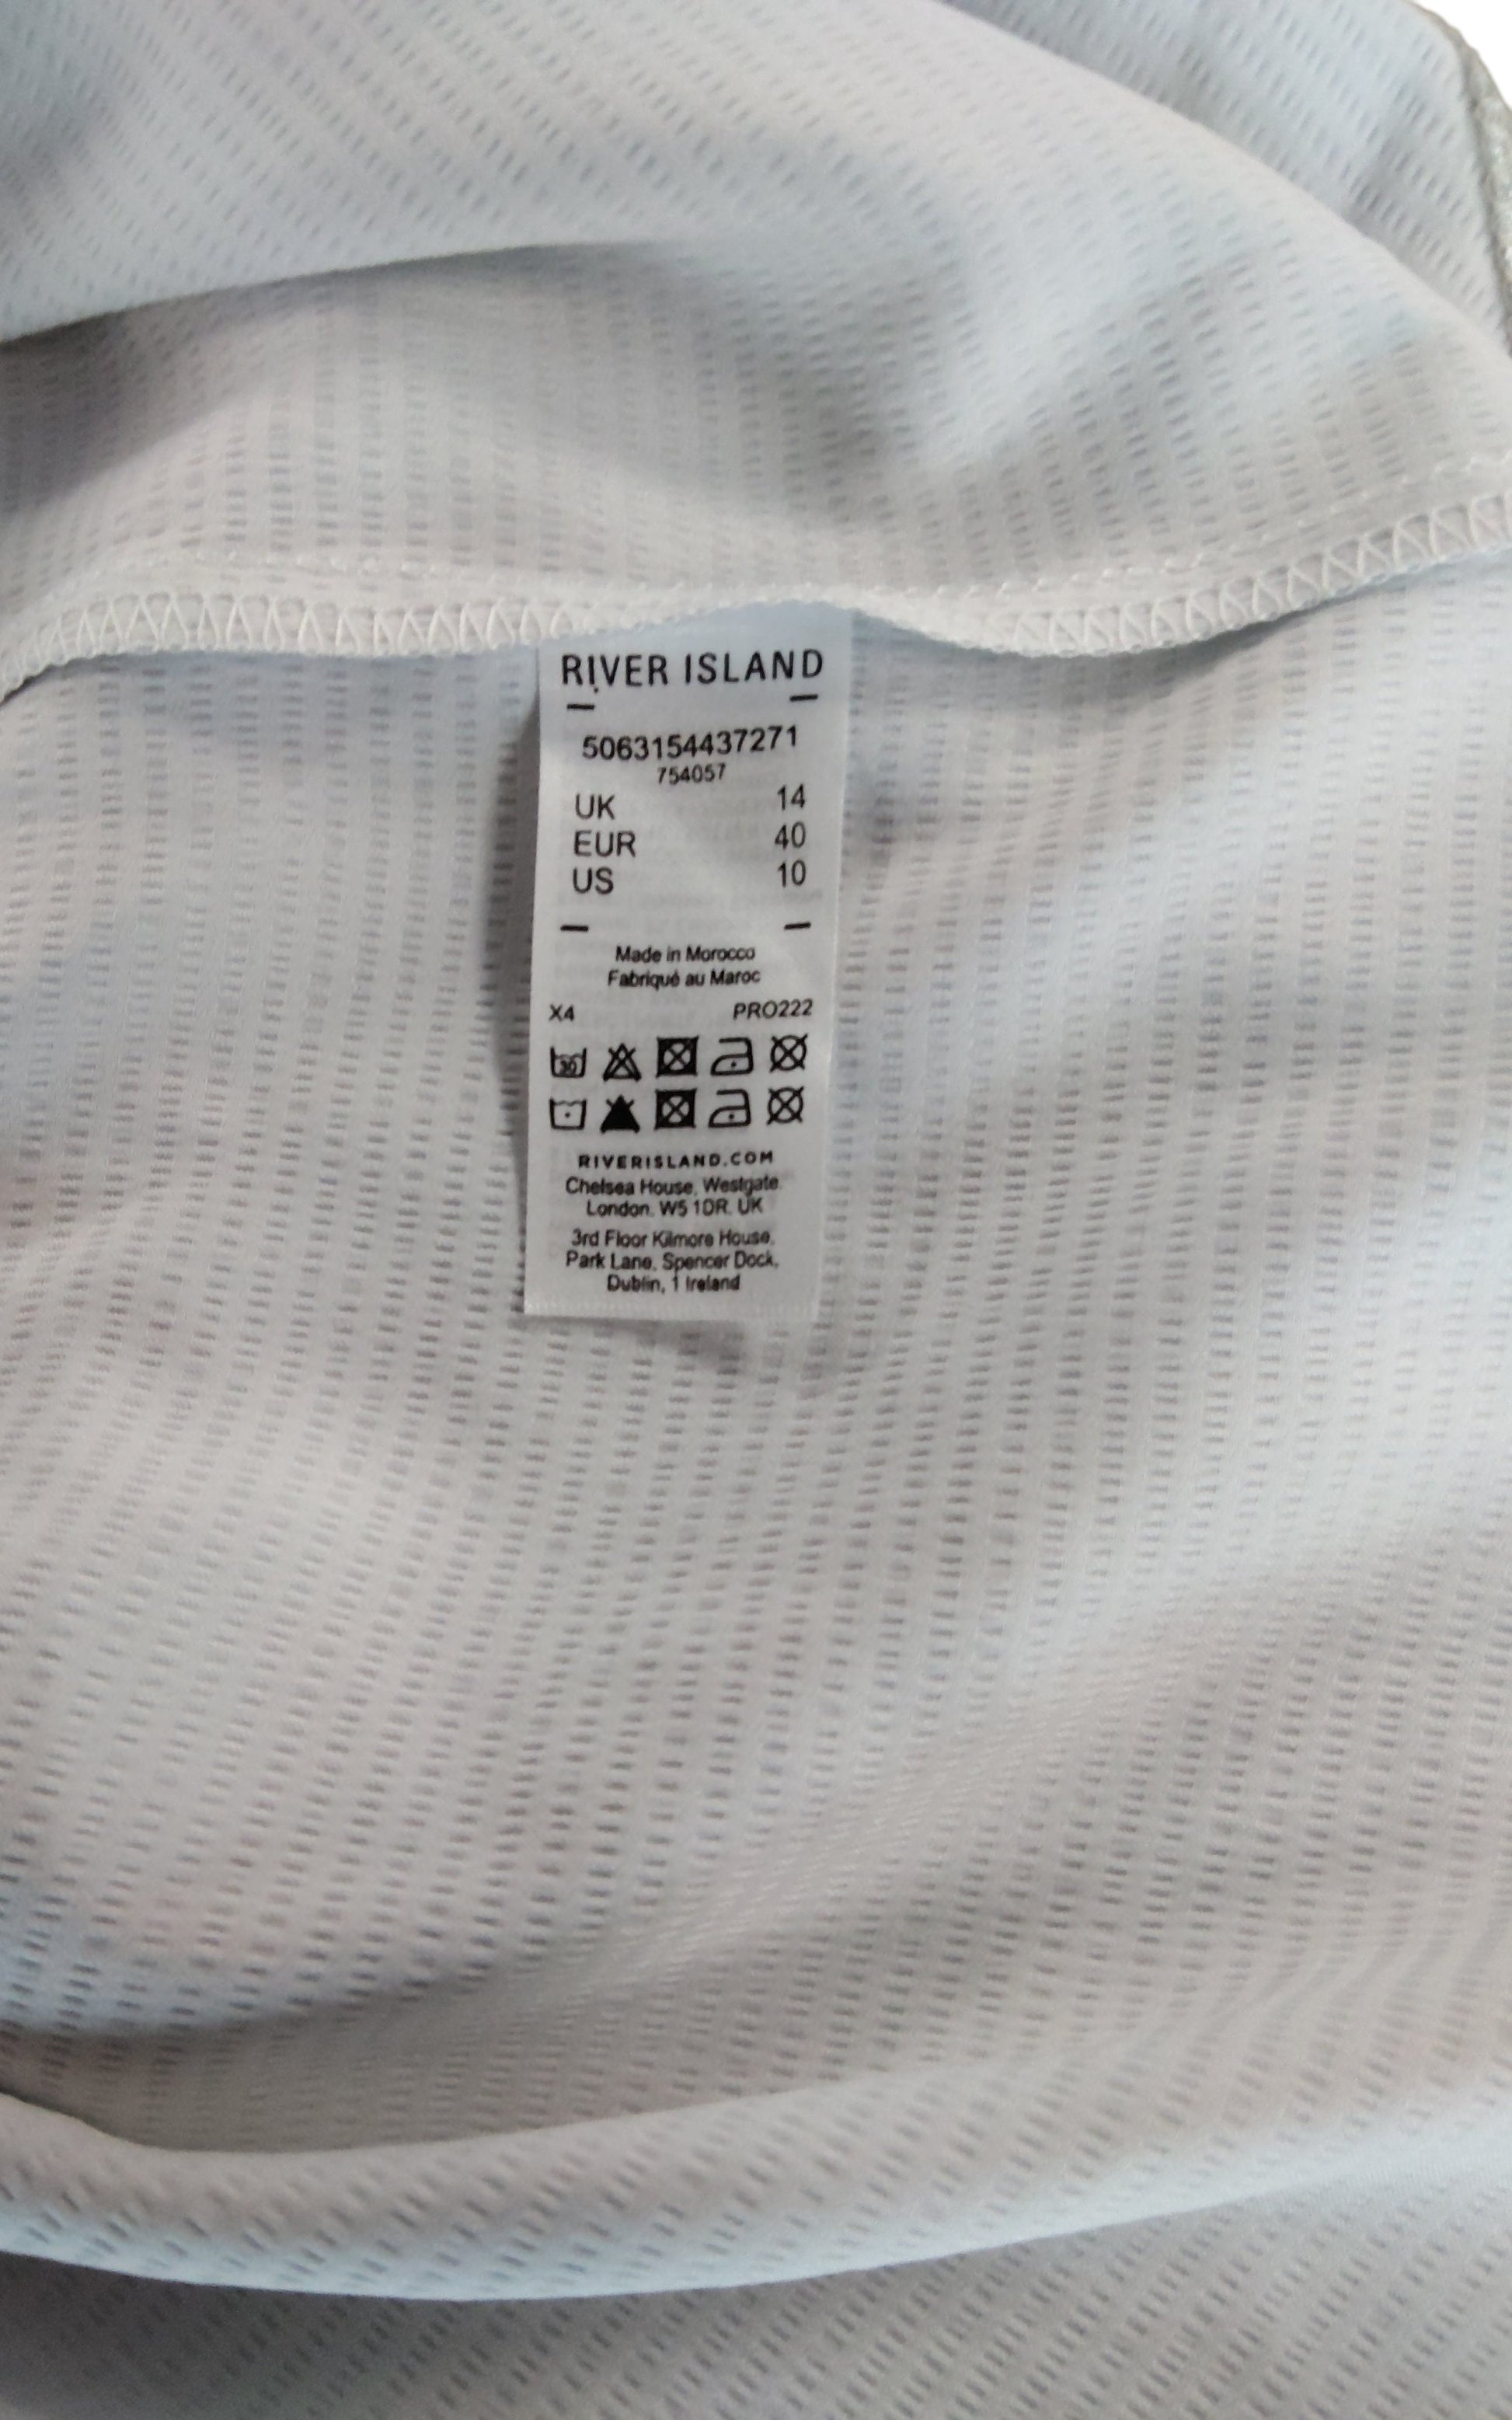 RIVER ISLAND
5063154437271
754057
UK 14
EUR 40
US 10
Made in Morocco
Fabriqué au Maroc
X4 PRO222
30
RIVERISLAND.COM
Chelsea House, Westgate
London. W5 1DR. UK
3rd Floor Kilmore House,
Park Lane, Spencer Dock,
Dublin, 1 Ireland